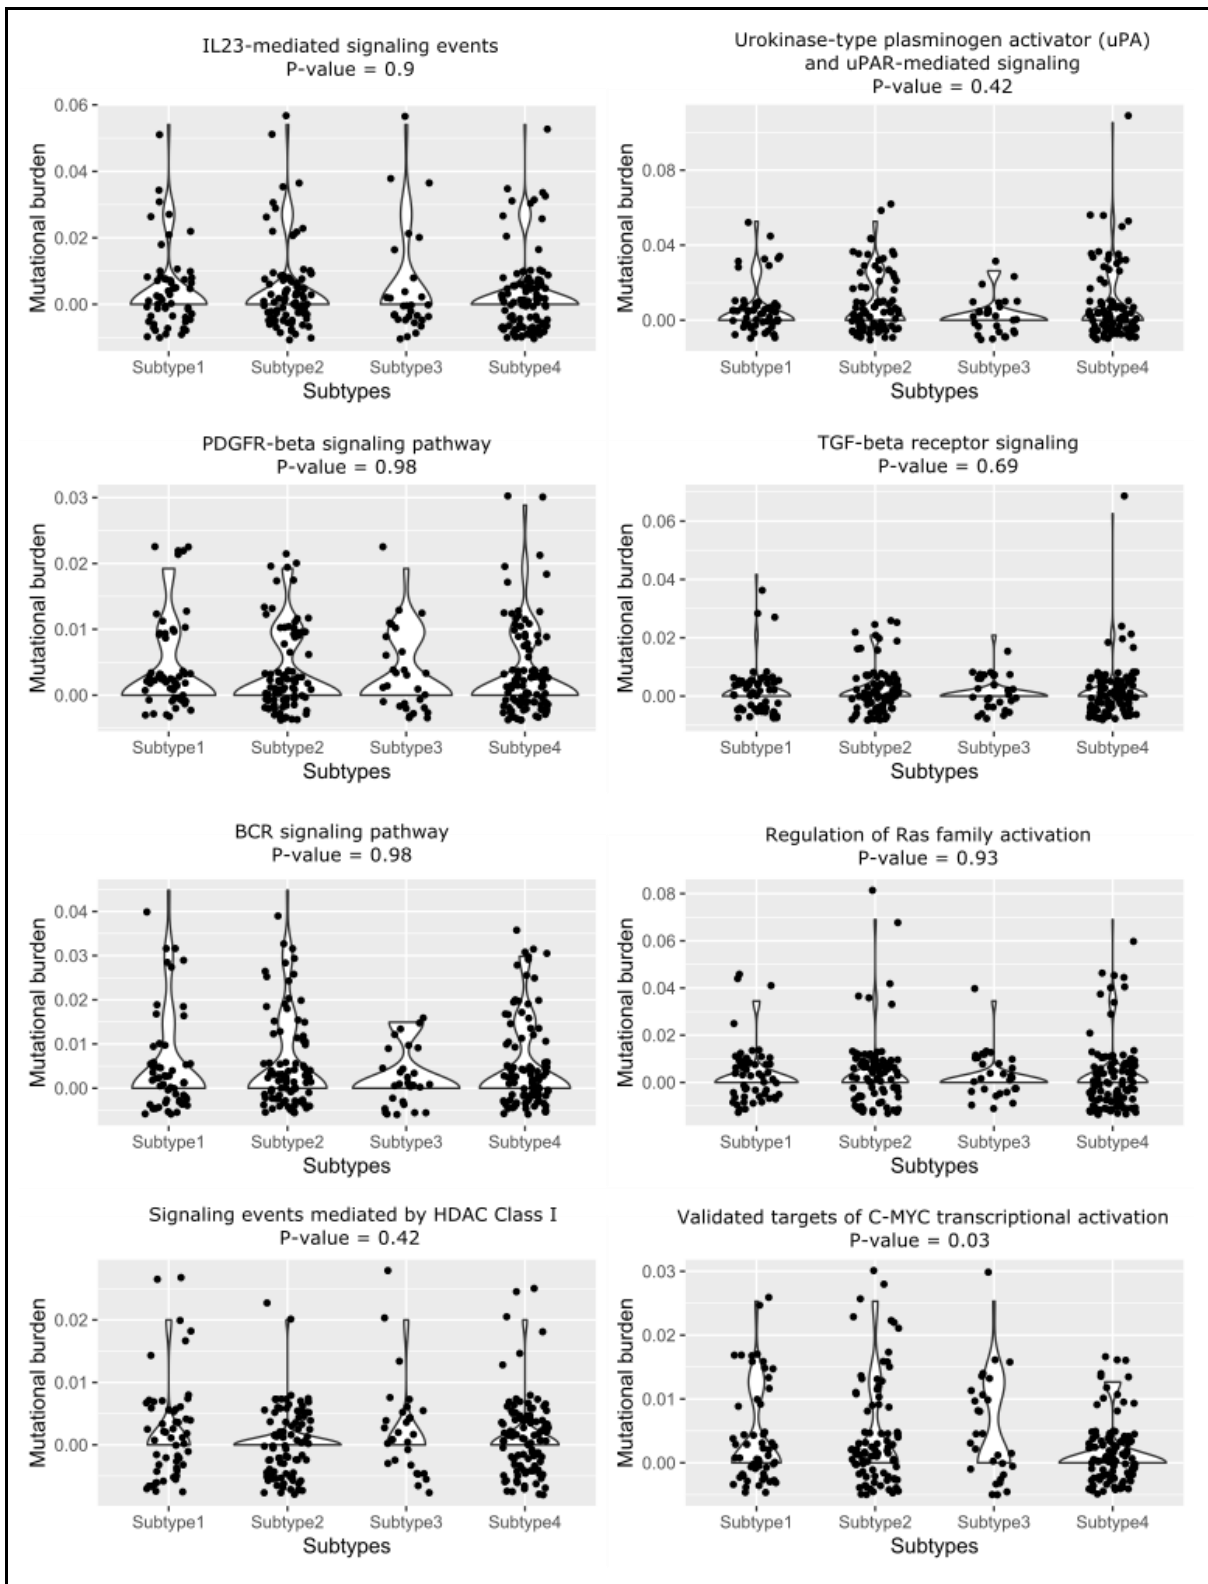 IL23-mediated signaling events
P-value = 0.9
Mutational burden
0.06
0.04
0.02
0.00
Subtype1 Subtype2 Subtype3 Subtype4
Subtypes
Urokinase-type plasminogen activator (uPA)
and uPAR-mediated signaling
P-value = 0.42
Mutational burden
0.08
0.04
0.00
Subtype1 Subtype2 Subtype3 Subtype4
Subtypes
PDGFR-beta signaling pathway
P-value = 0.98
Mutational burden
0.03
0.02
0.01
0.00
Subtype1 Subtype2 Subtype3 Subtype4
Subtypes
TGF-beta receptor signaling
P-value = 0.69
Mutational burden
0.06
0.04
0.02
0.00
Subtype1 Subtype2 Subtype3 Subtype4
Subtypes
BCR signaling pathway
P-value = 0.98
Mutational burden
0.04
0.03
0.02
0.01
0.00
Subtype1 Subtype2 Subtype3 Subtype4
Subtypes
Regulation of Ras family activation
P-value = 0.93
Mutational burden
0.08
0.06
0.04
0.02
0.00
Subtype1 Subtype2 Subtype3 Subtype4
Subtypes
Signaling events mediated by HDAC Class I
P-value = 0.42
Mutational burden
0.02
0.01
0.00
Subtype1 Subtype2 Subtype3 Subtype4
Subtypes
Validated targets of C-MYC transcriptional activation
P-value = 0.03
Mutational burden
0.03
0.02
0.01
0.00
Subtype1 Subtype2 Subtype3 Subtype4
Subtypes